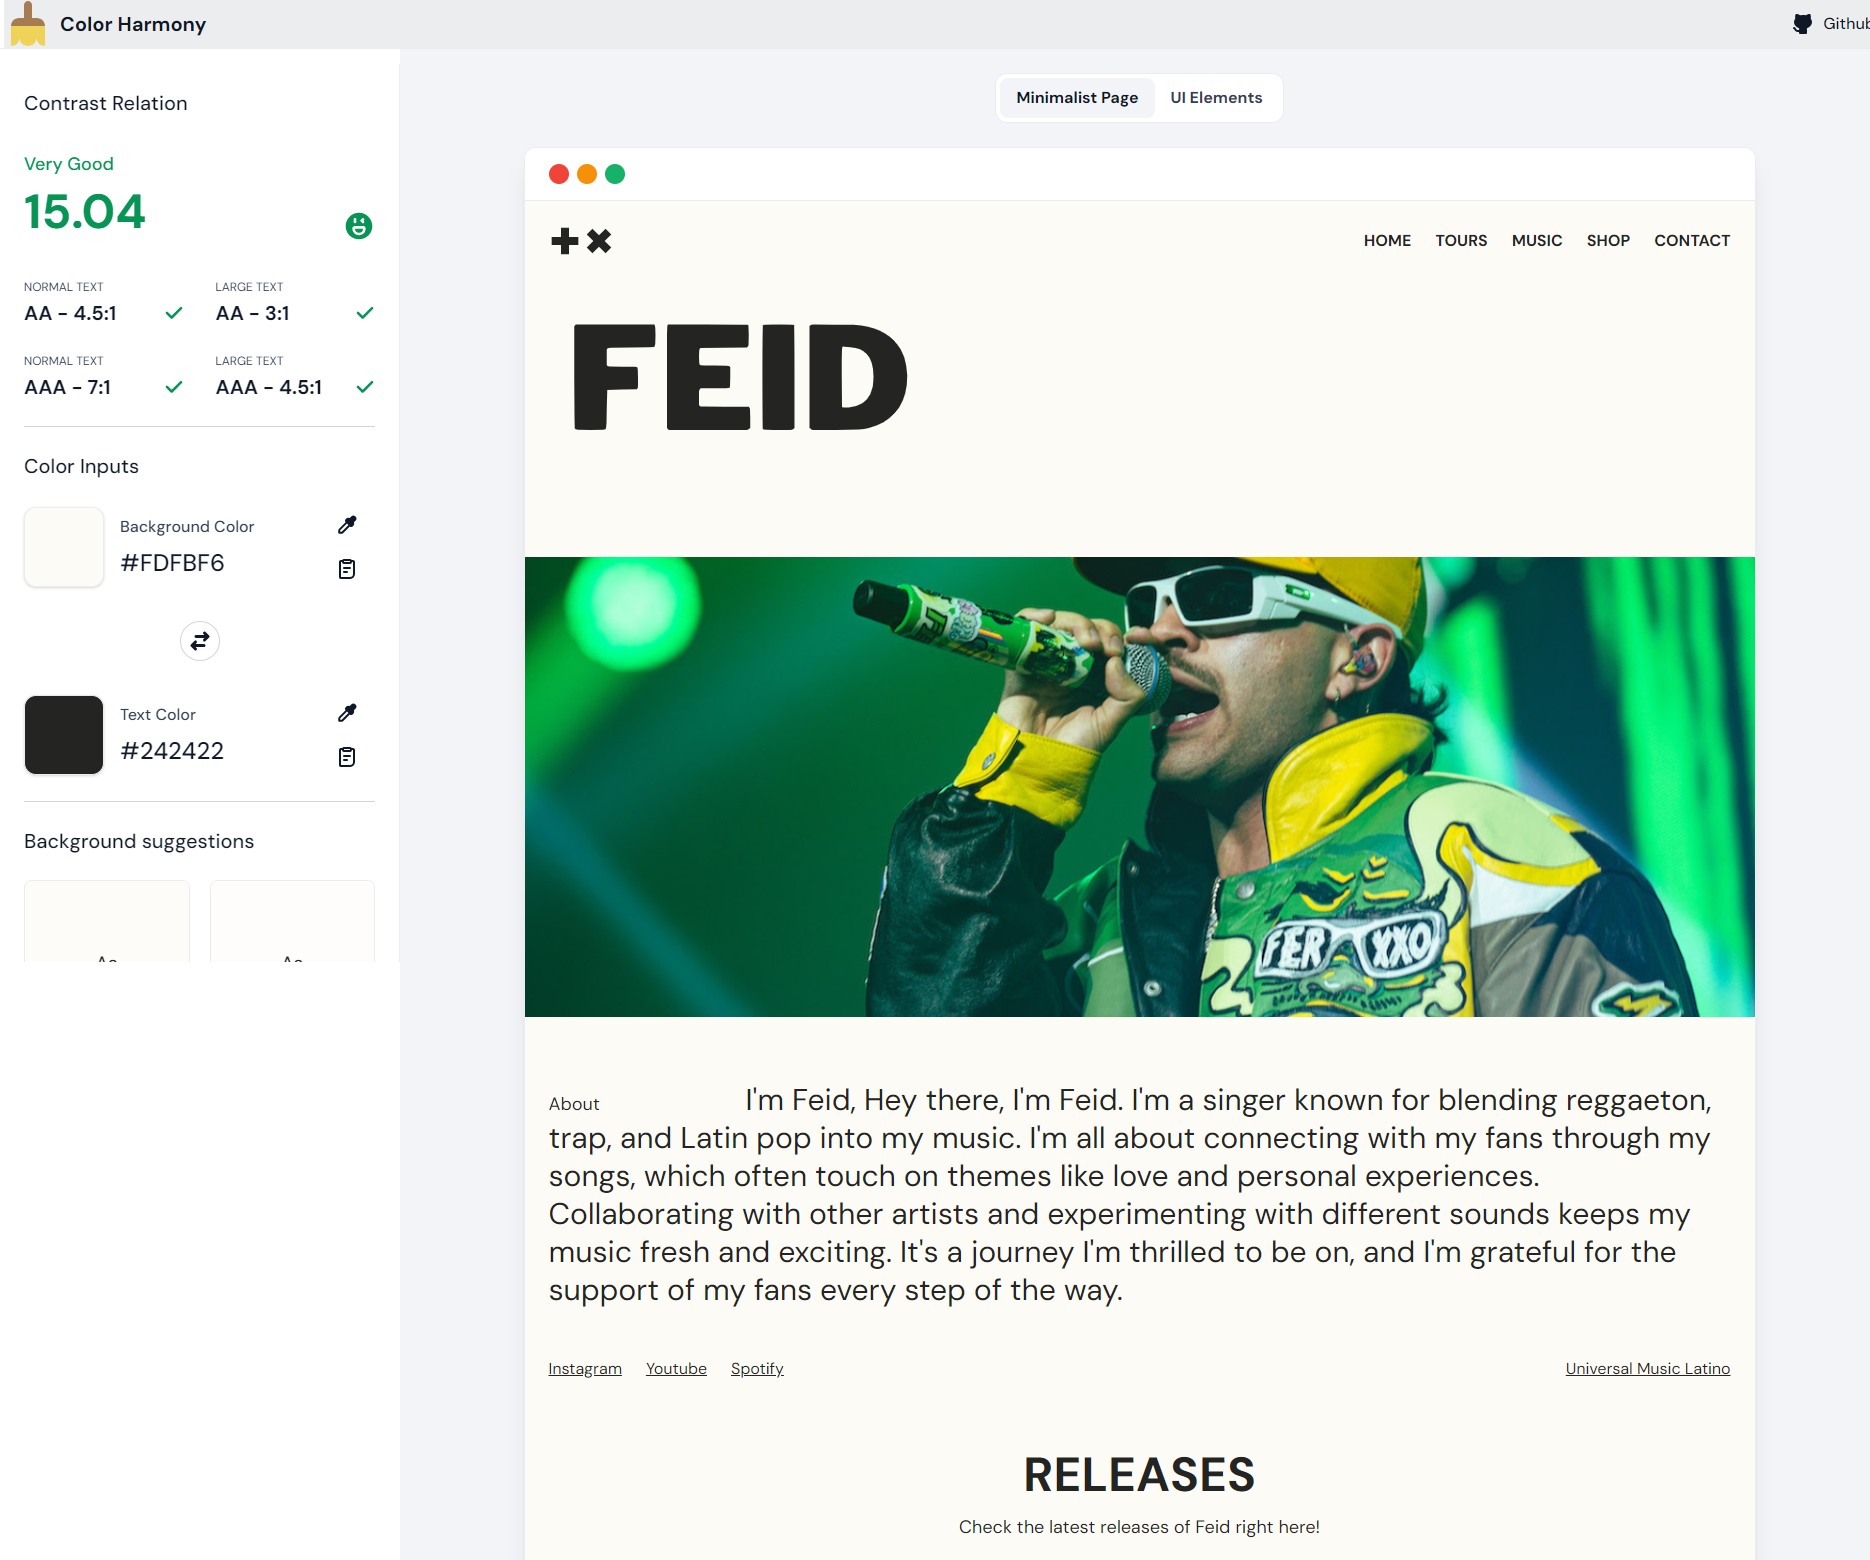 Color Harmony
Github
Contrast Relation
Very Good
15.04
NORMAL TEXT
AA - 4.5:1
LARGE TEXT
AA - 3:1
NORMAL TEXT
AAA - 7:1
LARGE TEXT
AAA - 4.5:1
Color Inputs
Background Color
#FDFBF6
Text Color
#242422
Background suggestions
Minimalist Page
UI Elements
HOME
TOURS
MUSIC
SHOP
CONTACT
FEID
FERXXO
About
I'm Feid, Hey there, I'm Feid. I'm a singer known for blending reggaeton,
trap, and Latin pop into my music. I'm all about connecting with my fans through my
songs, which often touch on themes like love and personal experiences.
Collaborating with other artists and experimenting with different sounds keeps my
music fresh and exciting. It's a journey I'm thrilled to be on, and I'm grateful for the
support of my fans every step of the way.
Instagram
Youtube
Spotify
Universal Music Latino
RELEASES
Check the latest releases of Feid right here!